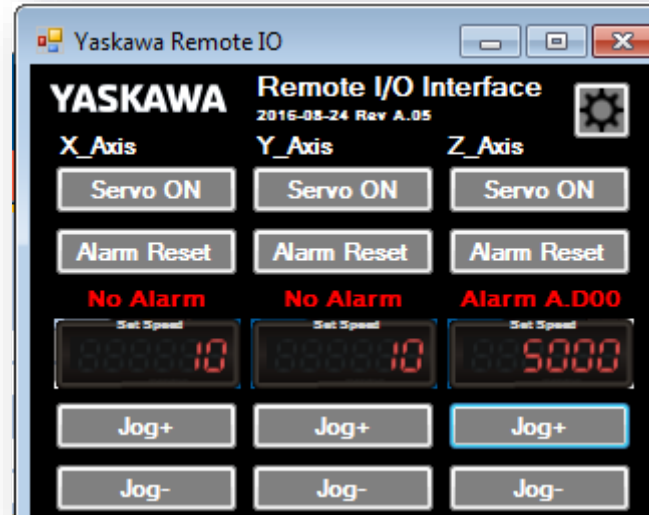 Yaskawa Remote IO
YASKAWA Remote I/O Interface
2016-08-24 Rev A.05
X_Axis Y_Axis Z_Axis
Servo ON Servo ON Servo ON
Alarm Reset Alarm Reset Alarm Reset
No Alarm No Alarm Alarm A.D00
Set Speed Set Speed Set Speed
10 10 5000
Jog+ Jog+ Jog+
Jog- Jog- Jog-